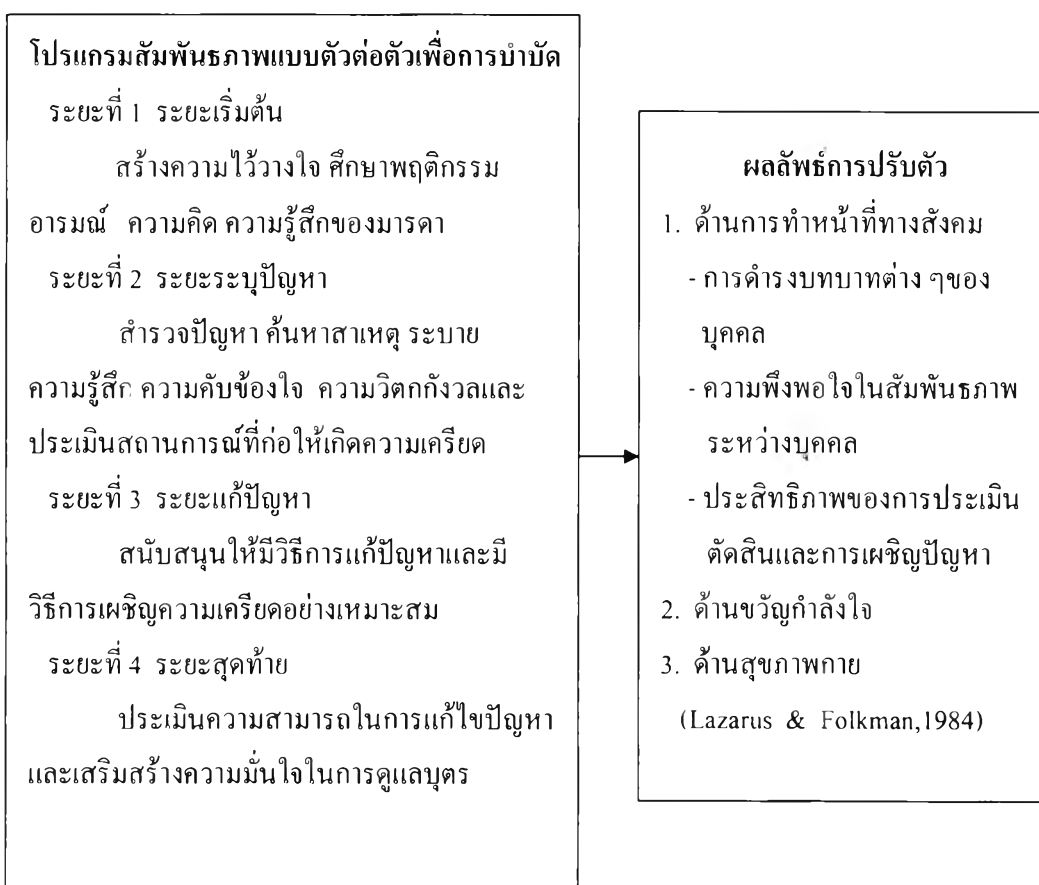 โปรแกรมสัมพันธภาพแบบตัวต่อตัวเพื่อการบำบัด
ระยะที่ 1 ระยะเริ่มต้น
สร้างความไว้วางใจ ศึกษาพฤติกรรม
อารมณ์ ความคิด ความรู้สึกของมารดา
ระยะที่ 2 ระยะระบุปัญหา
สำรวจปัญหา ค้นหาสาเหตุ ระบาย
ความรู้สึก ความคับข้องใจ ความวิตกกังวลและ
ประเมินสถานการณ์ที่ก่อให้เกิดความเครียด
ระยะที่ 3 ระยะแก้ปัญหา
สนับสนุนให้มีวิธีการแก้ปัญหาและมี
วิธีการเผชิญความเครียดอย่างเหมาะสม
ระยะที่ 4 ระยะสุดท้าย
ประเมินความสามารถในการแก้ไขปัญหา
และเสริมสร้างความมั่นใจในการดูแลบุตร
ผลลัพธ์การปรับตัว
1. ด้านการทำหน้าที่ทางสังคม
- การดำรงบทบาทต่าง ๆของ
บุคคล
- ความพึงพอใจในสัมพันธภาพ
ระหว่างบุคคล
- ประสิทธิภาพของการประเมิน
ตัดสินและการเผชิญปัญหา
2. ด้านขวัญกำลังใจ
3. ด้านสุขภาพกาย
(Lazarus & Folkman,1984)